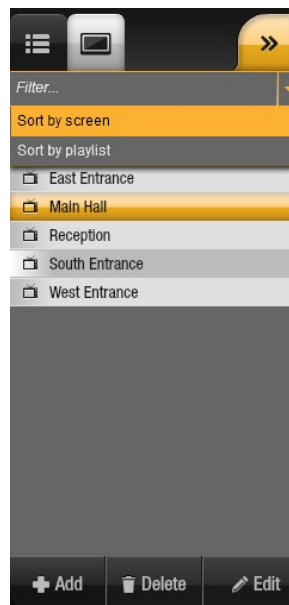 Filter...
Sort by screen
Sort by playlist
East Entrance
Main Hall
Reception
South Entrance
West Entrance
Add Delete Edit